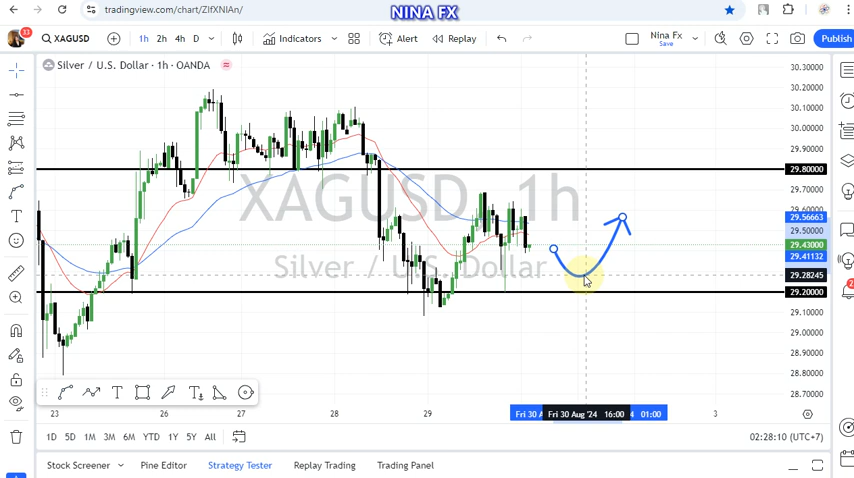 tradingview.com/chart/ZIfXNIAn/
NINA FX
33
XAGUSD
1h 2h 4h D
Indicators
Alert
Replay
Nina Fx
Save
Publish
Silver / U.S. Dollar · 1h · OANDA
XAGUSD, 1h
Silver / U.S. Dollar
30.30000
30.20000
30.10000
30.00000
29.90000
29.80000
29.70000
29.60000
29.56663
29.50000
29.43000
29.41132
29.28245
29.20000
29.10000
29.00000
28.90000
28.80000
28.70000
2
23 26 27 28 29 Fri 30 A Fri 30 Aug '24 16:00 4 01:00 3
1D 5D 1M 3M 6M YTD 1Y 5Y All
02:28:10 (UTC+7)
Stock Screener Pine Editor Strategy Tester Replay Trading Trading Panel